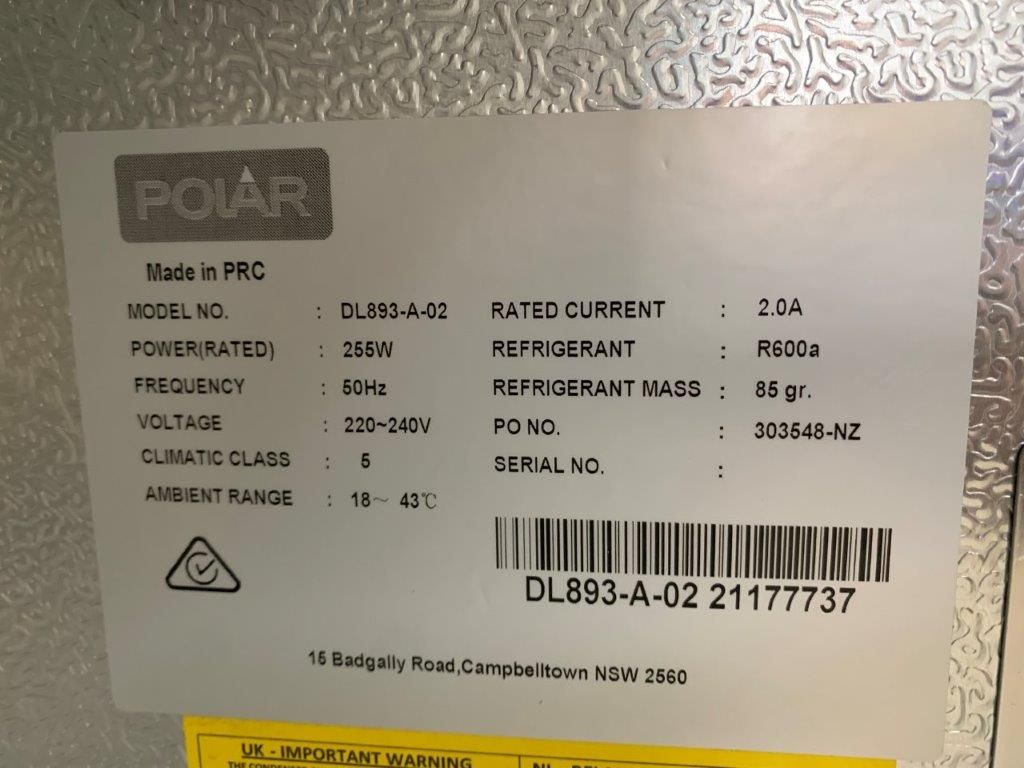 POLAR
Made in PRC
MODEL NO. : DL893-A-02
POWER(RATED) : 255W
FREQUENCY : 50Hz
VOLTAGE : 220~240V
CLIMATIC CLASS : 5
AMBIENT RANGE : 18~ 43℃
RATED CURRENT : 2.0A
REFRIGERANT : R600a
REFRIGERANT MASS : 85 gr.
PO NO. : 303548-NZ
SERIAL NO. :
DL893-A-02 21177737
15 Badgally Road,Campbelltown NSW 2560
UK - IMPORTANT WARNING